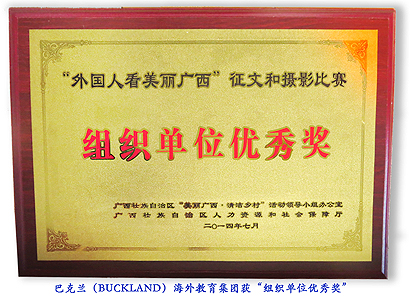 “外国人看美丽广西”征文和摄影比赛
组织单位优秀奖
广西壮族自治区“美丽广西·清洁乡村”活动领导小组办公室
广西壮族自治区人力资源和社会保障厅
二〇一四年七月
巴克兰（BUCKLAND）海外教育集团获“组织单位优秀奖”